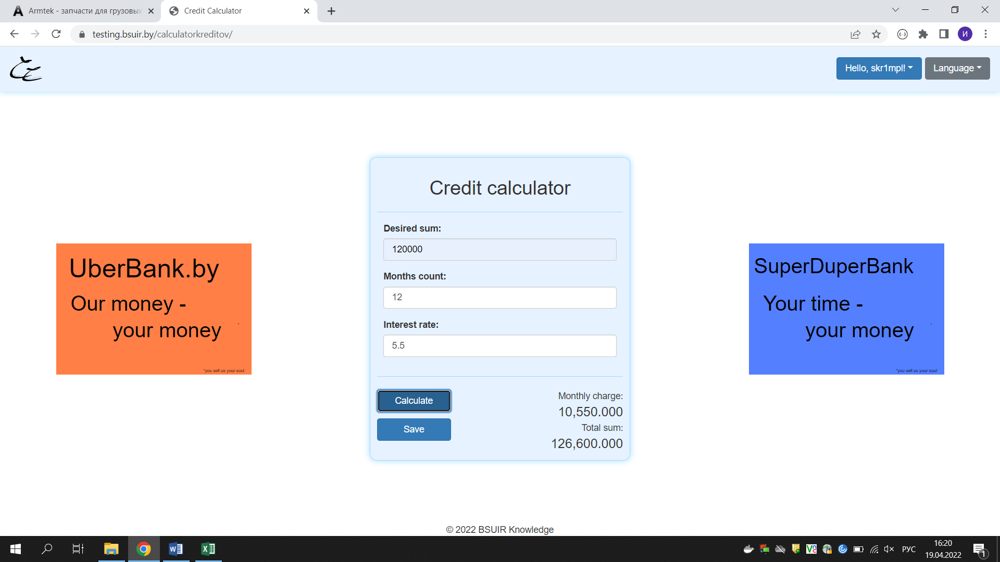 Armtek - запчасти для грузовых
Credit Calculator
testing.bsuir.by/calculatorkreditov/
И
Hello, skr1mpl!
Language
Credit calculator
Desired sum:
120000
Months count:
12
Interest rate:
5.5
Calculate
Save
Monthly charge:
10,550.000
Total sum:
126,600.000
UberBank.by
Our money -
your money
*you sell us your soul
SuperDuperBank
Your time -
your money
*you sell us your soul
© 2022 BSUIR Knowledge
РУС
16:20
19.04.2022
1